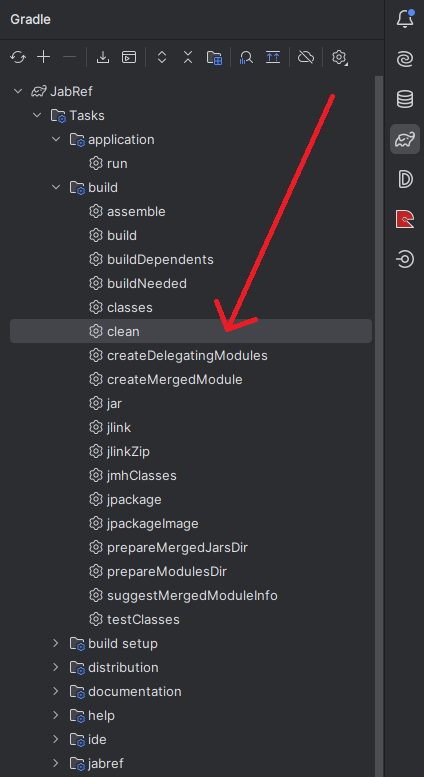 Gradle
JabRef
Tasks
application
run
build
assemble
build
buildDependents
buildNeeded
classes
clean
createDelegatingModules
createMergedModule
jar
jlink
jlinkZip
jmhClasses
jpackage
jpackageImage
prepareMergedJarsDir
prepareModulesDir
suggestMergedModuleInfo
testClasses
build setup
distribution
documentation
help
ide
jabref